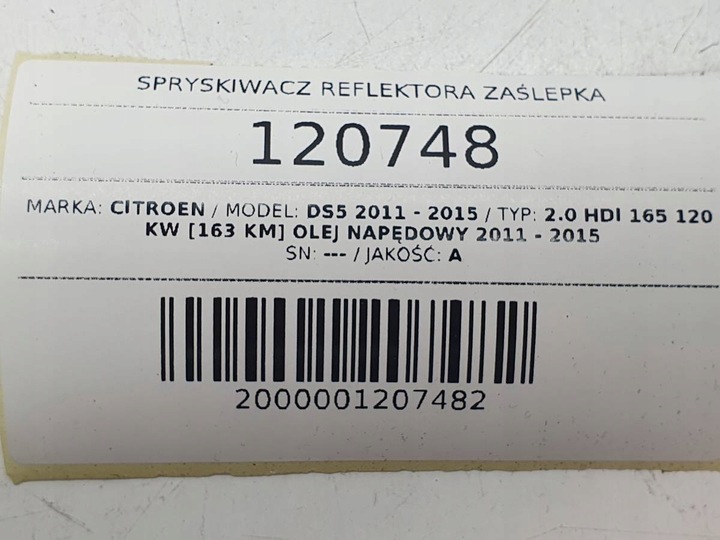 SPRYSKIWACZ REFLEKTORA ZAŚLEPKA
120748
MARKA: CITROEN / MODEL: DS5 2011 - 2015 / TYP: 2.0 HDI 165 120
KW [163 KM] OLEJ NAPĘDOWY 2011 - 2015
SN: --- / JAKOŚĆ: A
2000001207482